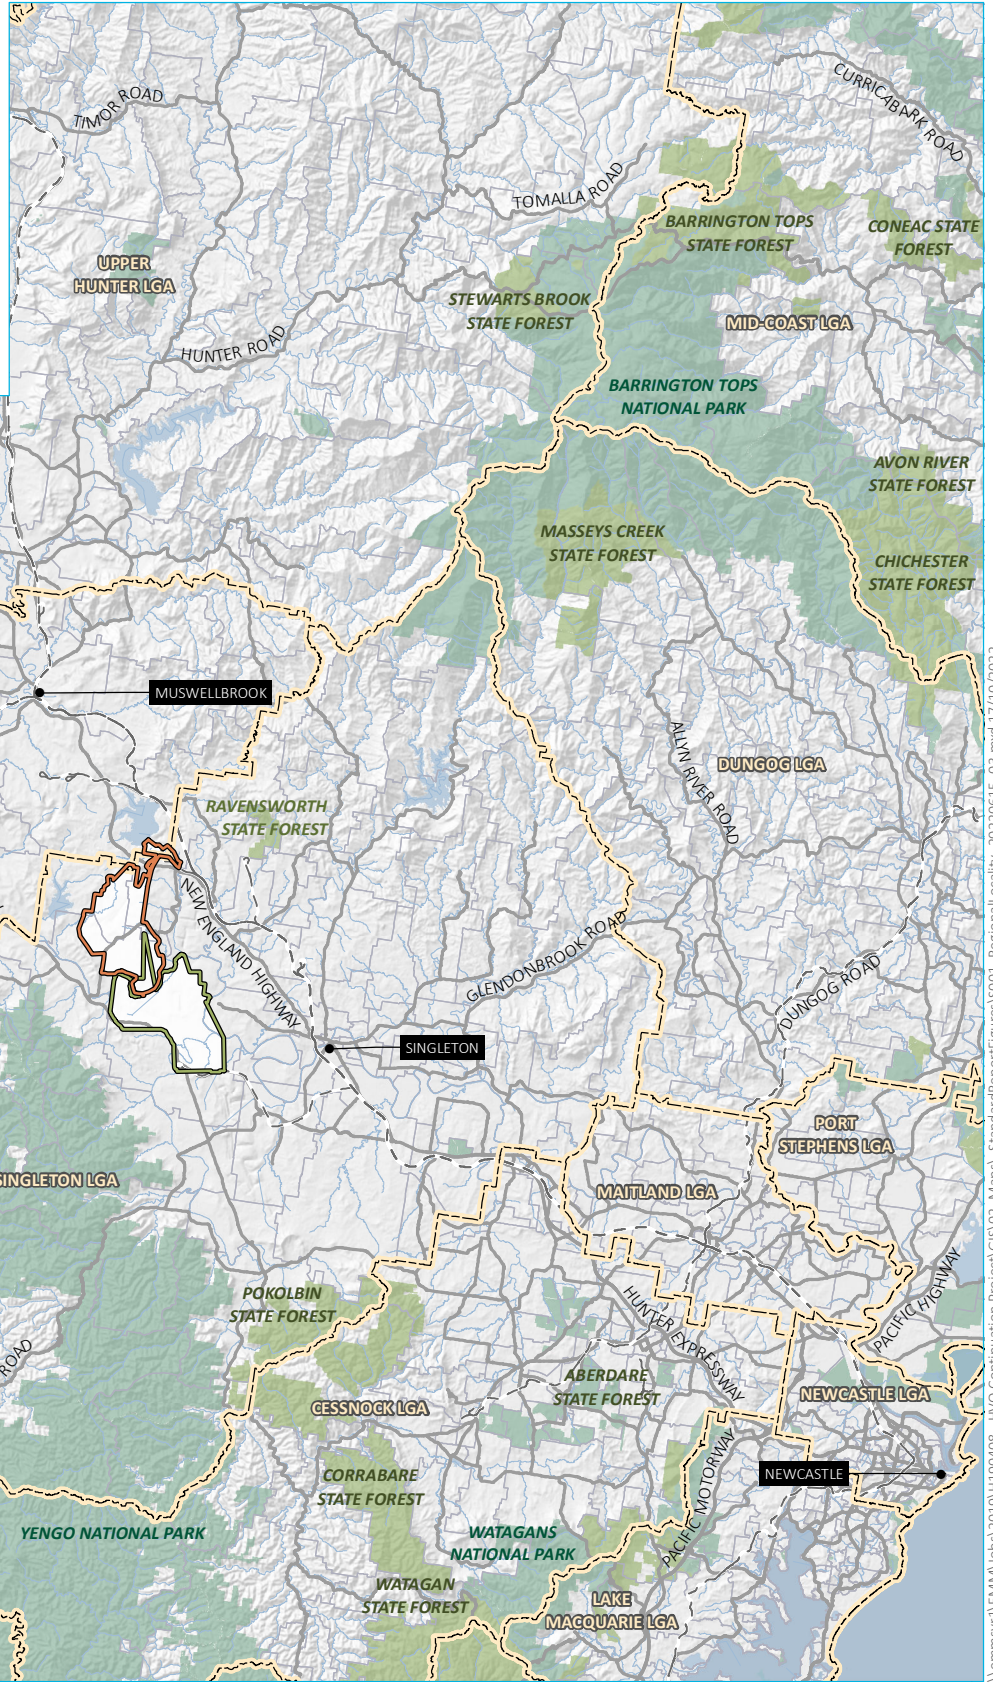 TIMOR ROAD
CURRICABARK ROAD
TOMALLA ROAD
BARRINGTON TOPS
STATE FOREST
CONEAC STATE
FOREST
UPPER
HUNTER LGA
STEWARTS BROOK
STATE FOREST
MID-COAST LGA
HUNTER ROAD
BARRINGTON TOPS
NATIONAL PARK
AVON RIVER
STATE FOREST
MASSEYS CREEK
STATE FOREST
CHICHESTER
STATE FOREST
MUSWELLBROOK
ALLYN RIVER ROAD
DUNGOG LGA
RAVENSWORTH
STATE FOREST
NEW ENGLAND HIGHWAY
GLENDONBROOK ROAD
DUNGOG ROAD
SINGLETON
PORT
STEPHENS LGA
SINGLETON LGA
MAITLAND LGA
POKOLBIN
STATE FOREST
PACIFIC HIGHWAY
HUNTER EXPRESSWAY
ROAD
ABERDARE
STATE FOREST
CESSNOCK LGA
NEWCASTLE LGA
CORRABARE
STATE FOREST
PACIFIC MOTORWAY
NEWCASTLE
YENGO NATIONAL PARK
WATAGANS
NATIONAL PARK
WATAGAN
STATE FOREST
LAKE
MACQUARIE LGA